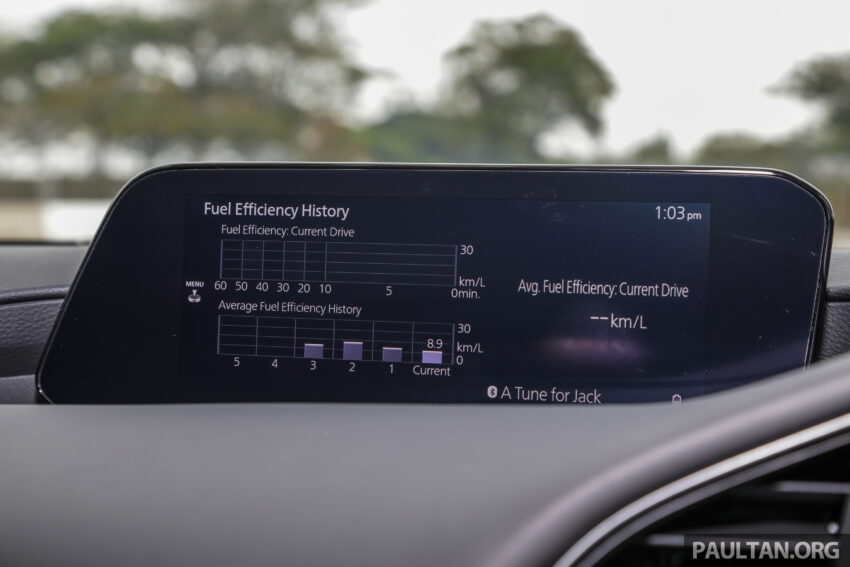 Fuel Efficiency History
1:03 pm
Fuel Efficiency: Current Drive
30
km/L
60 50 40 30 20 10 5 0min.
MENU
Avg. Fuel Efficiency: Current Drive
--km/L
Average Fuel Efficiency History
30
8.9
km/L
0
5 4 3 2 1 Current
A Tune for Jack
PAULTAN.ORG